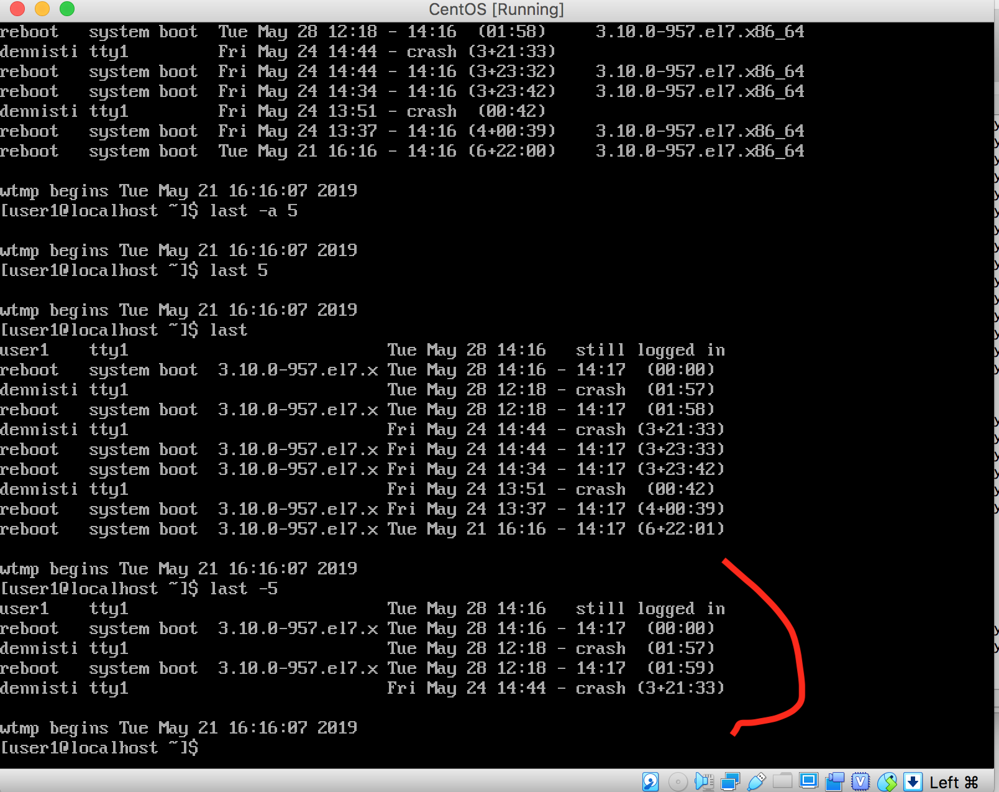 CentOS [Running]
reboot   system boot  Tue May 28 12:18 - 14:16  (01:58)     3.10.0-957.el7.x86_64
dennisti tty1         Fri May 24 14:44 - crash (3+21:33)
reboot   system boot  Fri May 24 14:44 - 14:16 (3+23:32)    3.10.0-957.el7.x86_64
reboot   system boot  Fri May 24 14:34 - 14:16 (3+23:42)    3.10.0-957.el7.x86_64
dennisti tty1         Fri May 24 13:51 - crash  (00:42)
reboot   system boot  Fri May 24 13:37 - 14:16 (4+00:39)    3.10.0-957.el7.x86_64
reboot   system boot  Tue May 21 16:16 - 14:16 (6+22:00)    3.10.0-957.el7.x86_64
wtmp begins Tue May 21 16:16:07 2019
[user1@localhost ~]$ last -a 5
wtmp begins Tue May 21 16:16:07 2019
[user1@localhost ~]$ last 5
wtmp begins Tue May 21 16:16:07 2019
[user1@localhost ~]$ last
user1    tty1                          Tue May 28 14:16   still logged in
reboot   system boot  3.10.0-957.el7.x Tue May 28 14:16 - 14:17  (00:00)
dennisti tty1                          Tue May 28 12:18 - crash  (01:57)
reboot   system boot  3.10.0-957.el7.x Tue May 28 12:18 - 14:17  (01:58)
dennisti tty1                          Fri May 24 14:44 - crash (3+21:33)
reboot   system boot  3.10.0-957.el7.x Fri May 24 14:44 - 14:17 (3+23:33)
reboot   system boot  3.10.0-957.el7.x Fri May 24 14:34 - 14:17 (3+23:42)
dennisti tty1                          Fri May 24 13:51 - crash  (00:42)
reboot   system boot  3.10.0-957.el7.x Fri May 24 13:37 - 14:17 (4+00:39)
reboot   system boot  3.10.0-957.el7.x Tue May 21 16:16 - 14:17 (6+22:01)
wtmp begins Tue May 21 16:16:07 2019
[user1@localhost ~]$ last -5
user1    tty1                          Tue May 28 14:16   still logged in
reboot   system boot  3.10.0-957.el7.x Tue May 28 14:16 - 14:17  (00:00)
dennisti tty1                          Tue May 28 12:18 - crash  (01:57)
reboot   system boot  3.10.0-957.el7.x Tue May 28 12:18 - 14:17  (01:59)
dennisti tty1                          Fri May 24 14:44 - crash (3+21:33)
wtmp begins Tue May 21 16:16:07 2019
[user1@localhost ~]$
Left ⌘